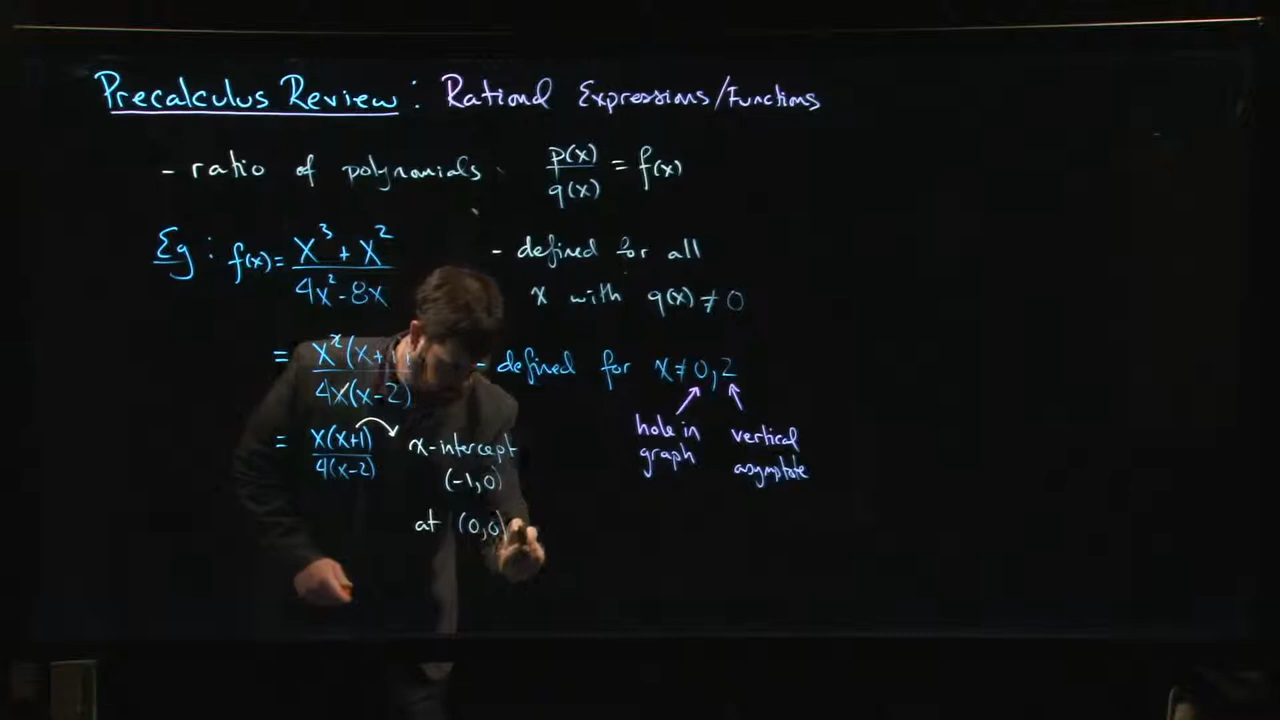 Precalculus Review: Rational Expressions/Functions
- ratio of polynomials p(x)/q(x) = f(x)
Eg: f(x) = (x³ + x²)/(4x² - 8x)
- defined for all
x with q(x) ≠ 0
= x²(x+1)/(4x(x-2)) - defined for x ≠ 0, 2
= x(x+1)/(4(x-2))
x-intercept
(-1,0)
at (0,0)
hole in
graph
vertical
asymptote